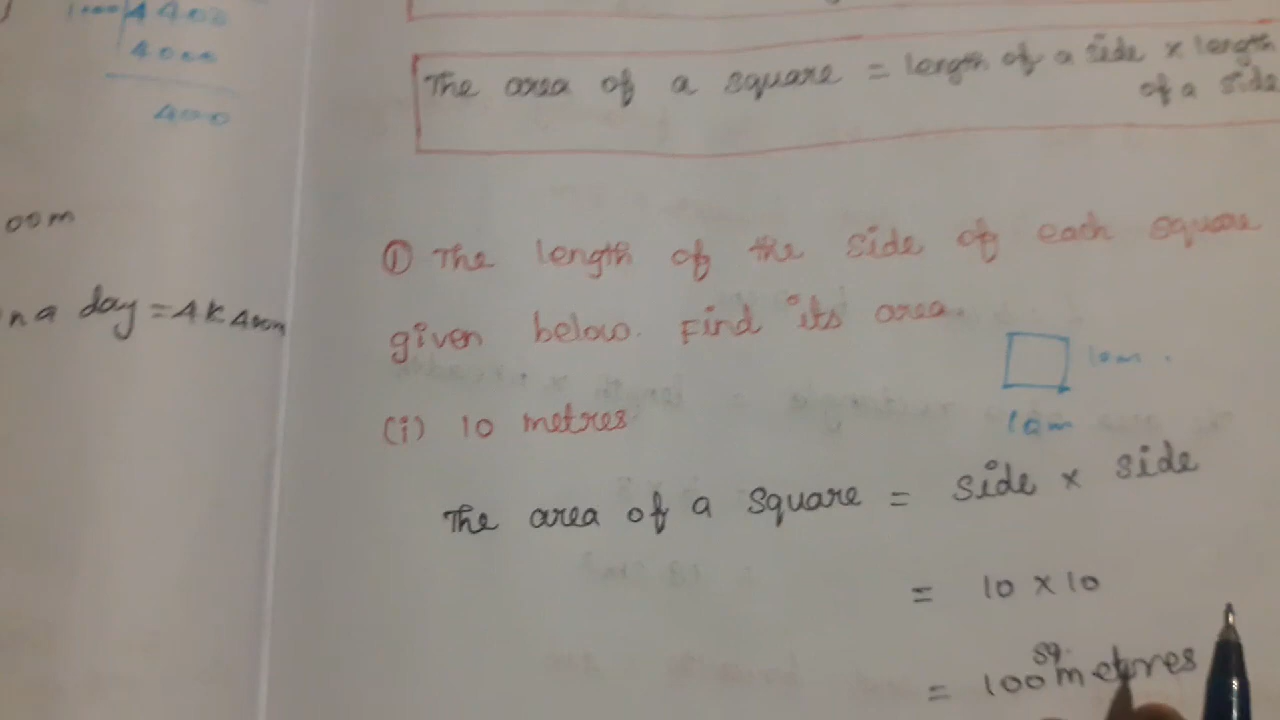 1000 4400
4000
400
00m
n a day = 4 K 400m
The area of a square = length of a side × length
of a side
① The length of the side of each square
given below. Find its area.
10m.
(i) 10 metres
10m
The area of a square = side × side
= 10 × 10
sq.
= 100 metres